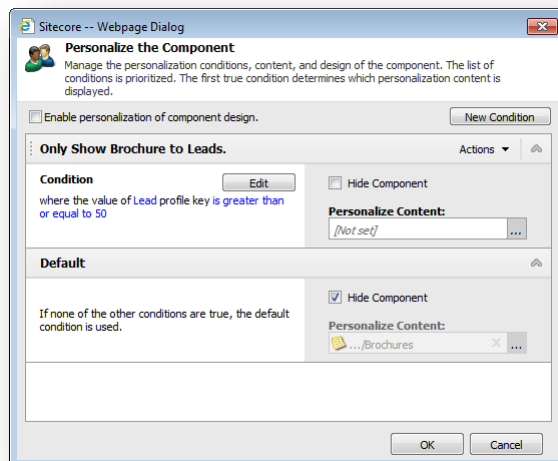 Sitecore -- Webpage Dialog
Personalize the Component
Manage the personalization conditions, content, and design of the component. The list of
conditions is prioritized. The first true condition determines which personalization content is
displayed.
Enable personalization of component design.
New Condition
Only Show Brochure to Leads.
Actions
Condition
Edit
where the value of Lead profile key is greater than
or equal to 50
Hide Component
Personalize Content:
[Not set]
...
Default
If none of the other conditions are true, the default
condition is used.
Hide Component
Personalize Content:
.../Brochures
...
OK
Cancel